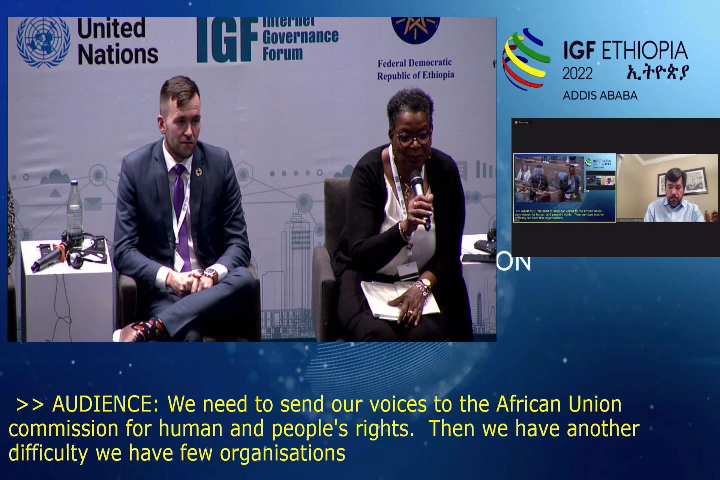 United
Nations
IGF
Internet
Governance
Forum
Federal Democratic
Republic of Ethiopia
IGF ETHIOPIA
2022 ኢትዮጵያ
ADDIS ABABA
ON
>> AUDIENCE: We need to send our voices to the African Union
commission for human and people's rights. Then we have another
difficulty we have few organisations